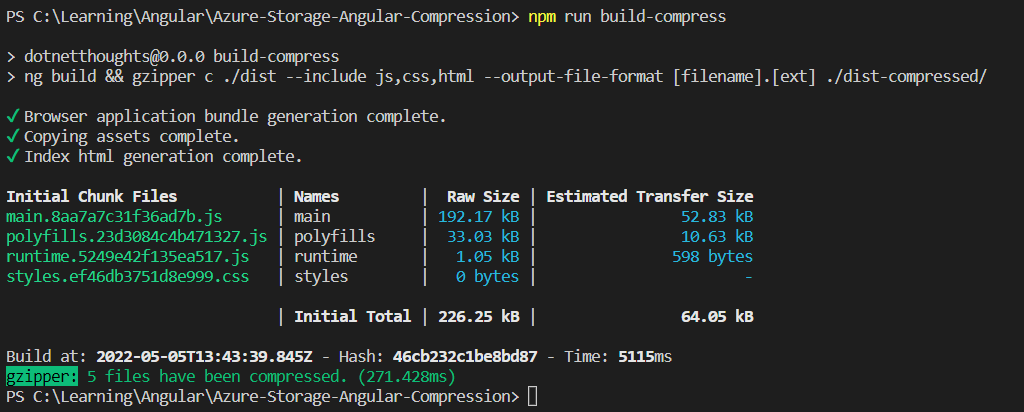 PS C:\Learning\Angular\Azure-Storage-Angular-Compression> npm run build-compress
> dotnetthoughts@0.0.0 build-compress
> ng build && gzipper c ./dist --include js,css,html --output-file-format [filename].[ext] ./dist-compressed/
✓ Browser application bundle generation complete.
✓ Copying assets complete.
✓ Index html generation complete.
Initial Chunk Files | Names | Raw Size | Estimated Transfer Size
main.8aa7a7c31f36ad7b.js | main | 192.17 kB | 52.83 kB
polyfills.23d3084c4b471327.js | polyfills | 33.03 kB | 10.63 kB
runtime.5249e42f135ea517.js | runtime | 1.05 kB | 598 bytes
styles.ef46db3751d8e999.css | styles | 0 bytes | -
| Initial Total | 226.25 kB | 64.05 kB
Build at: 2022-05-05T13:43:39.845Z - Hash: 46cb232c1be8bd87 - Time: 5115ms
gzipper: 5 files have been compressed. (271.428ms)
PS C:\Learning\Angular\Azure-Storage-Angular-Compression>